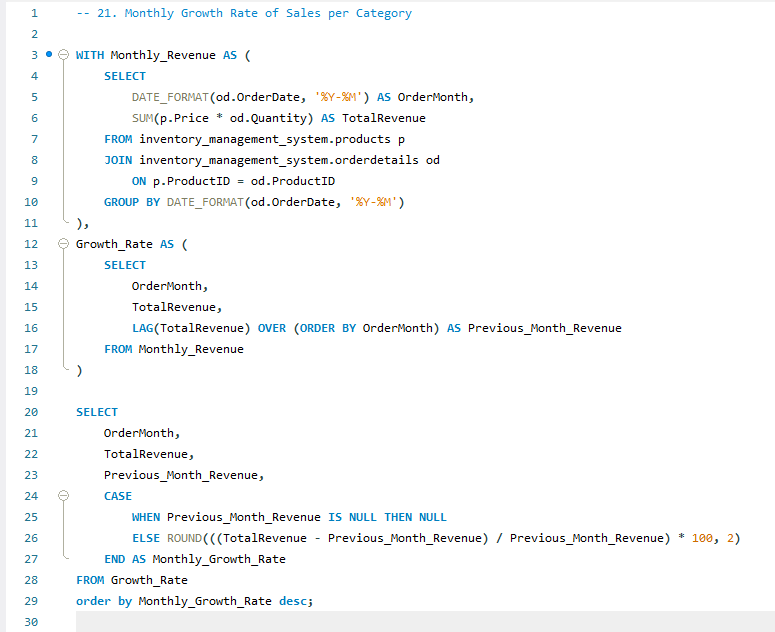 1 -- 21. Monthly Growth Rate of Sales per Category
2
3 WITH Monthly_Revenue AS (
4     SELECT
5         DATE_FORMAT(od.OrderDate, '%Y-%M') AS OrderMonth,
6         SUM(p.Price * od.Quantity) AS TotalRevenue
7     FROM inventory_management_system.products p
8     JOIN inventory_management_system.orderdetails od
9         ON p.ProductID = od.ProductID
10     GROUP BY DATE_FORMAT(od.OrderDate, '%Y-%M')
11 ),
12 Growth_Rate AS (
13     SELECT
14         OrderMonth,
15         TotalRevenue,
16         LAG(TotalRevenue) OVER (ORDER BY OrderMonth) AS Previous_Month_Revenue
17     FROM Monthly_Revenue
18 )
19
20 SELECT
21     OrderMonth,
22     TotalRevenue,
23     Previous_Month_Revenue,
24     CASE
25         WHEN Previous_Month_Revenue IS NULL THEN NULL
26         ELSE ROUND(((TotalRevenue - Previous_Month_Revenue) / Previous_Month_Revenue) * 100, 2)
27     END AS Monthly_Growth_Rate
28 FROM Growth_Rate
29 order by Monthly_Growth_Rate desc;
30